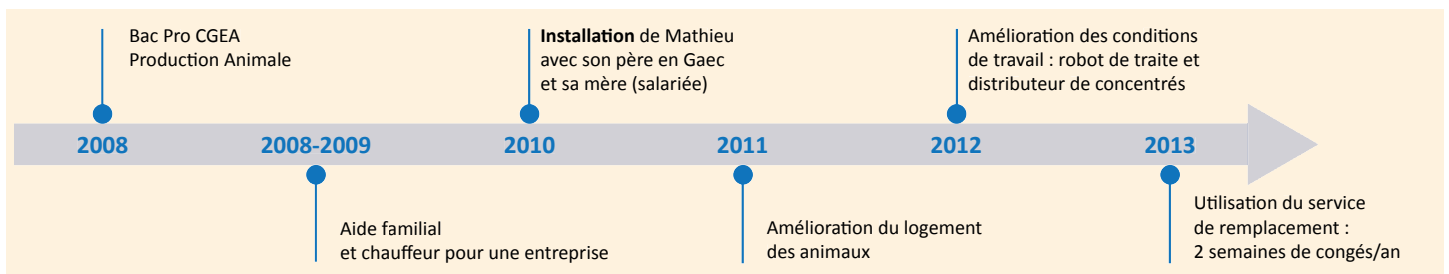 Bac Pro CGEA
Production Animale
Installation de Mathieu
avec son père en Gaec
et sa mère (salariée)
Amélioration des conditions
de travail : robot de traite et
distributeur de concentrés
2008
2008-2009
2010
2011
2012
2013
Aide familial
et chauffeur pour une entreprise
Amélioration du logement
des animaux
Utilisation du service
de remplacement :
2 semaines de congés/an